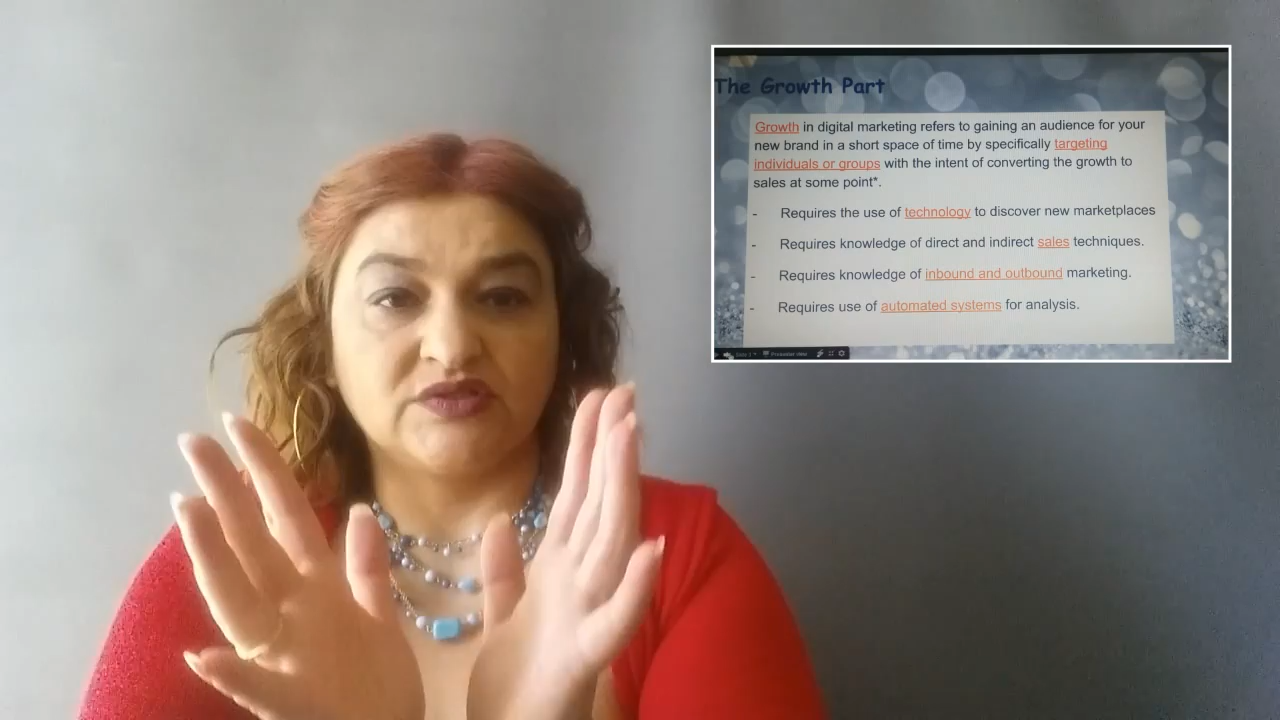 The Growth Part
Growth in digital marketing refers to gaining an audience for your
new brand in a short space of time by specifically targeting
individuals or groups with the intent of converting the growth to
sales at some point*.
- Requires the use of technology to discover new marketplaces
- Requires knowledge of direct and indirect sales techniques.
- Requires knowledge of inbound and outbound marketing.
- Requires use of automated systems for analysis.